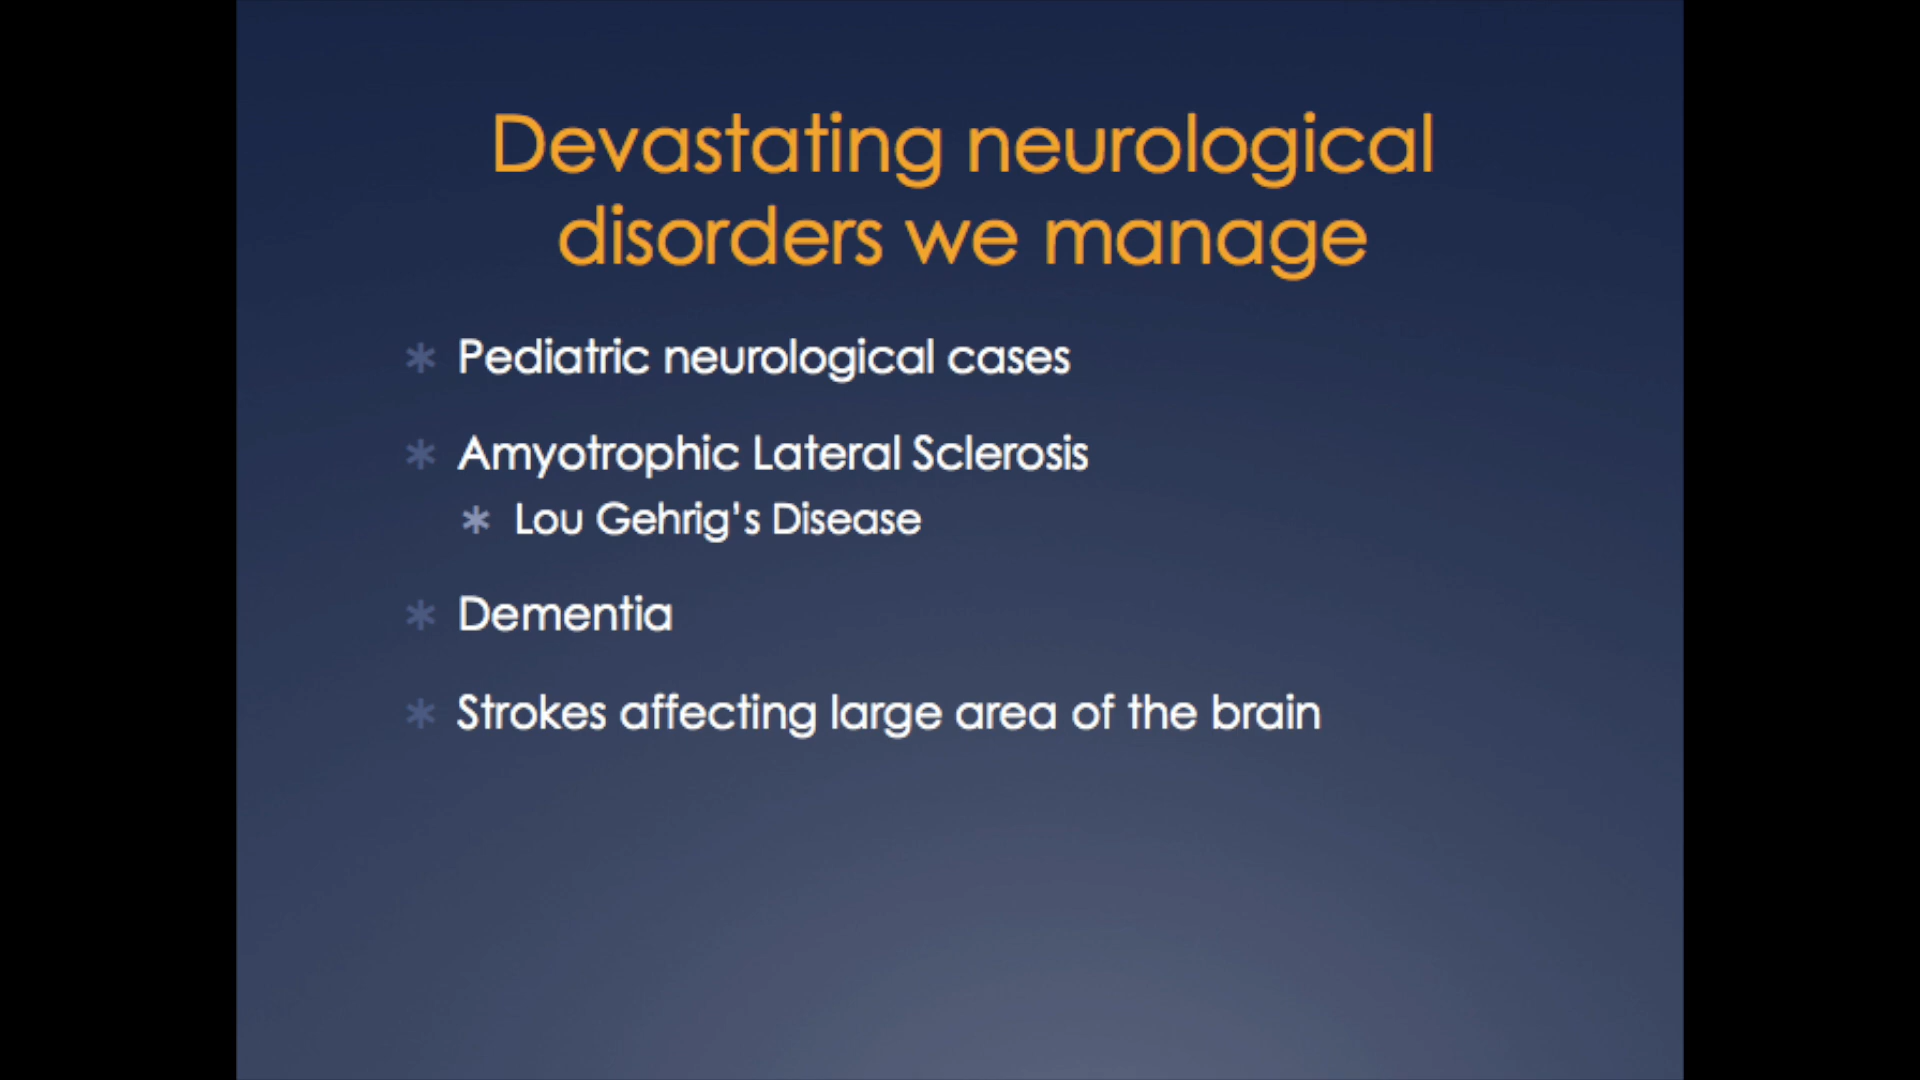 Devastating neurological
disorders we manage
Pediatric neurological cases
Amyotrophic Lateral Sclerosis
Lou Gehrig's Disease
Dementia
Strokes affecting large area of the brain